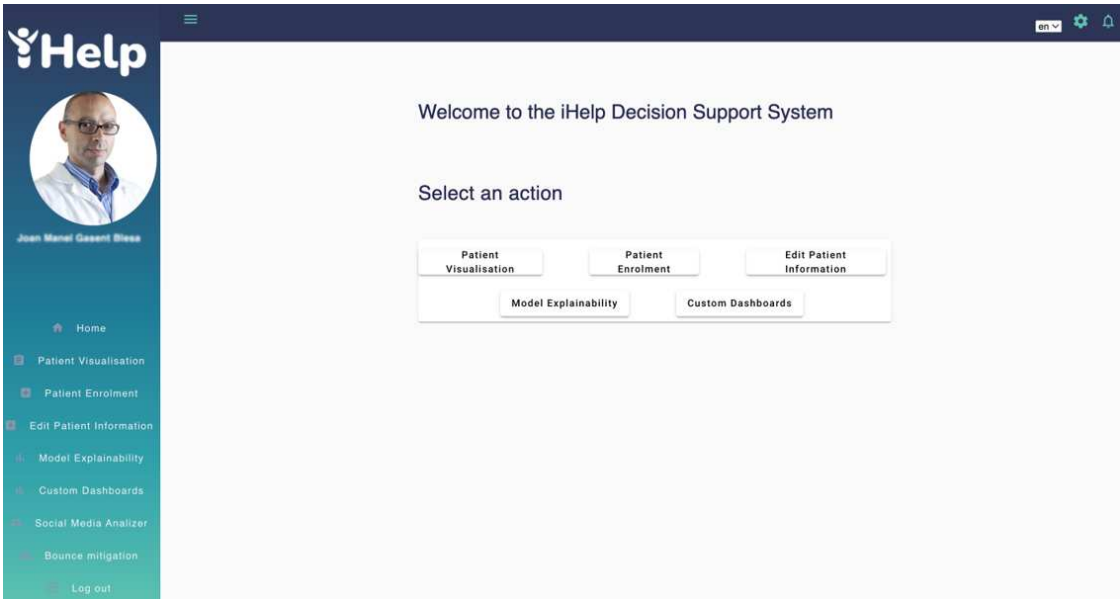 iHelp
en
Joan Manel Gasent Blesa
Home
Patient Visualisation
Patient Enrolment
Edit Patient Information
Model Explainability
Custom Dashboards
Social Media Analizer
Bounce mitigation
Log out
Welcome to the iHelp Decision Support System
Select an action
Patient
Visualisation
Patient
Enrolment
Edit Patient
Information
Model Explainability
Custom Dashboards